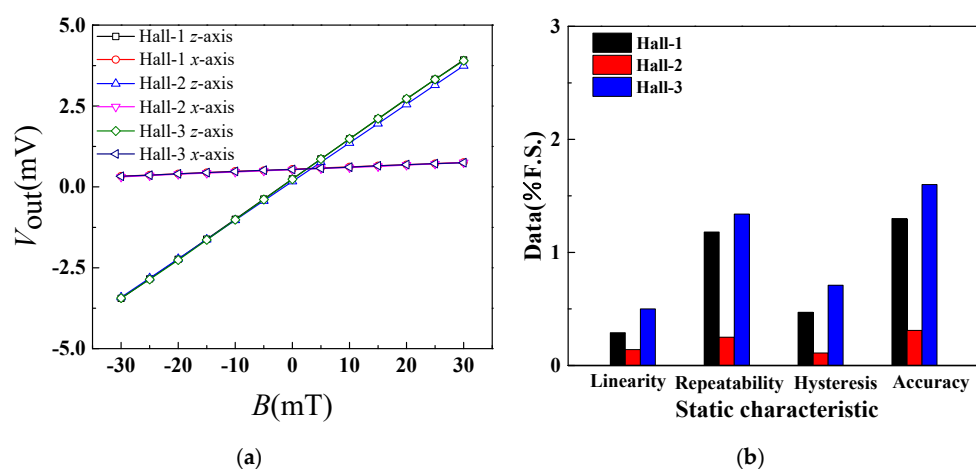 5.0
2.5
0.0
-2.5
-5.0
Vout(mV)
Hall-1 z-axis
Hall-1 x-axis
Hall-2 z-axis
Hall-2 x-axis
Hall-3 z-axis
Hall-3 x-axis
-30 -20 -10 0 10 20 30
B(mT)
(a)
3
2
1
0
Data(%F.S.)
Hall-1
Hall-2
Hall-3
Linearity Repeatability Hysteresis Accuracy
Static characteristic
(b)